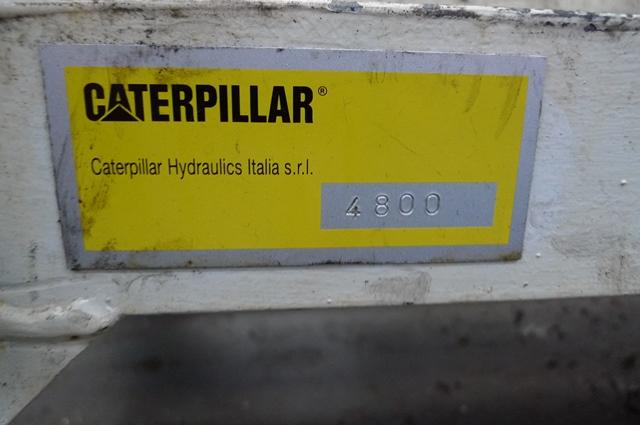 CATERPILLAR®
Caterpillar Hydraulics Italia s.r.l.
4800